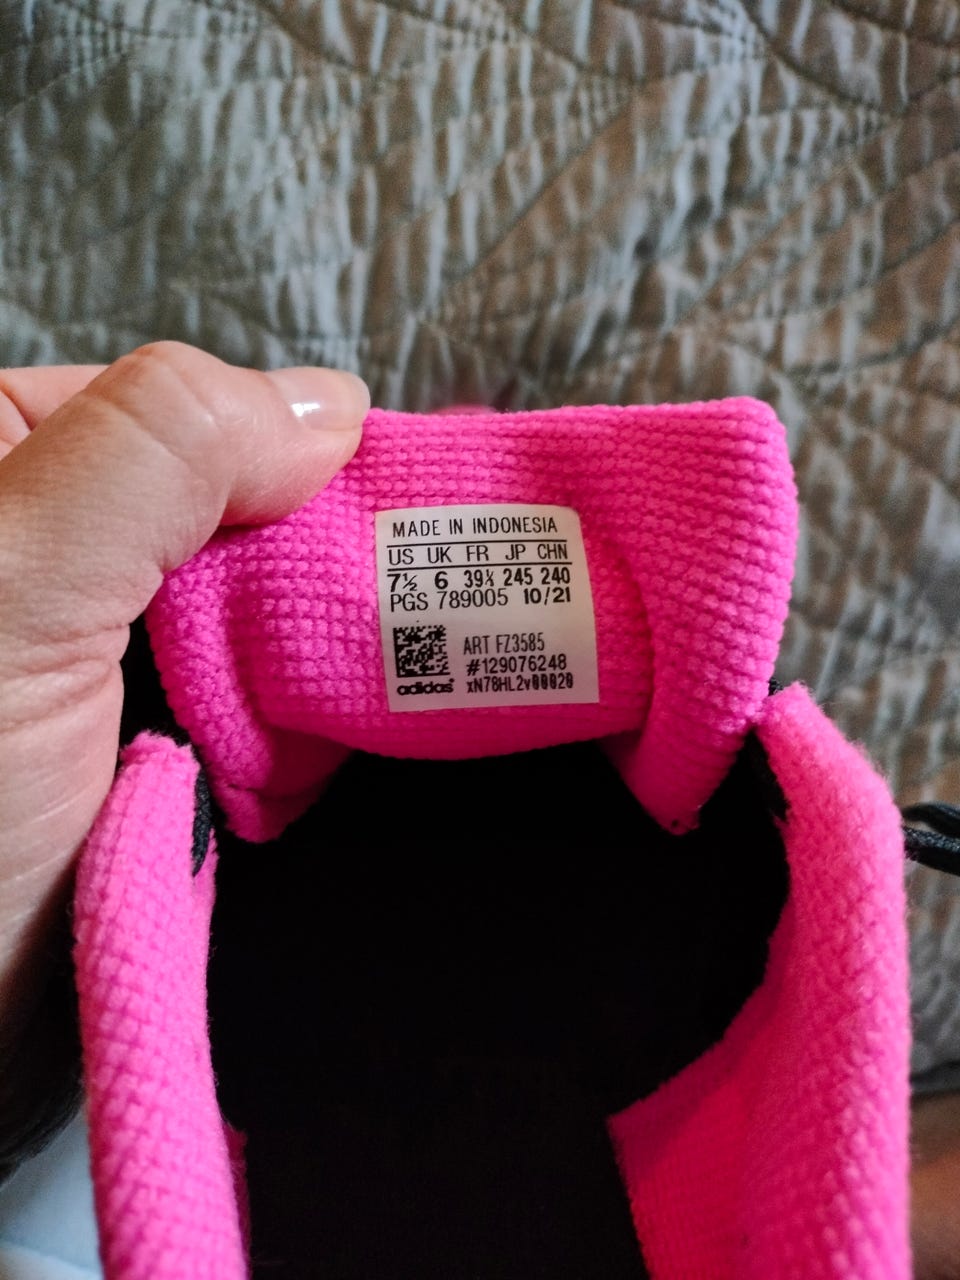 MADE IN INDONESIA
US UK FR JP CHN
7½ 6 39⅓ 245 240
PGS 789005 10/21
ART FZ3585
#129076248
adidas xN78HL2v00020